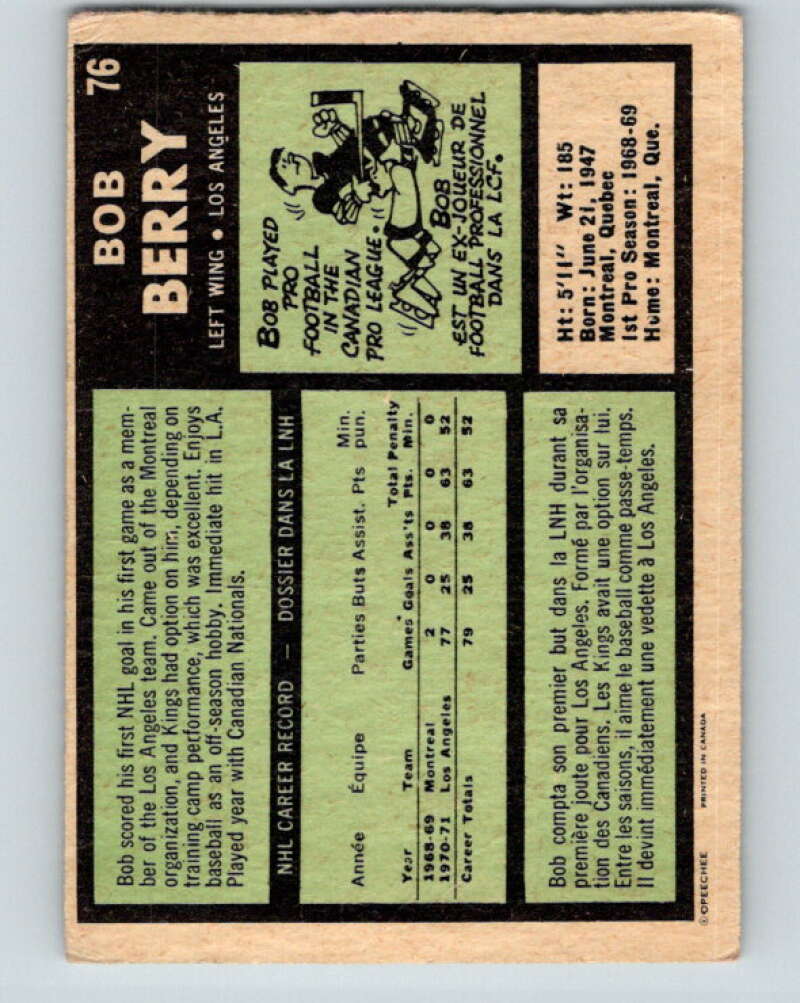 76
BOB
BERRY
LEFT WING • LOS ANGELES
Bob scored his first NHL goal in his first game as a mem-
ber of the Los Angeles team. Came out of the Montreal
organization, and Kings had option on him, depending on
training camp performance, which was excellent. Enjoys
baseball as an off-season hobby. Immediate hit in L.A.
Played year with Canadian Nationals.
BOB PLAYED
PRO
FOOTBALL
IN THE
CANADIAN
PRO LEAGUE.
BOB
EST UN EX-JOUEUR DE
FOOTBALL PROFESSIONNEL
DANS LA LCF.
NHL CAREER RECORD — DOSSIER DANS LA LNH
Année Équipe Parties Buts Assist. Pts Min. pun.
Total Penalty
Year Team Games Goals Ass'ts Pts. Min.
1968-69 Montreal 2 0 0 0 0
1970-71 Los Angeles 77 25 38 63 52
Career Totals 79 25 38 63 52
Ht: 5'11" Wt: 185
Born: June 21, 1947
Montreal, Quebec
1st Pro Season: 1968-69
Home: Montreal, Que.
Bob compta son premier but dans la LNH durant sa
première joute pour Los Angeles. Formé par l'organisa-
tion des Canadiens. Les Kings avait une option sur lui.
Entre les saisons, il aime le baseball comme passe-temps.
Il devint immédiatement une vedette à Los Angeles.
©OPEECHEE PRINTED IN CANADA